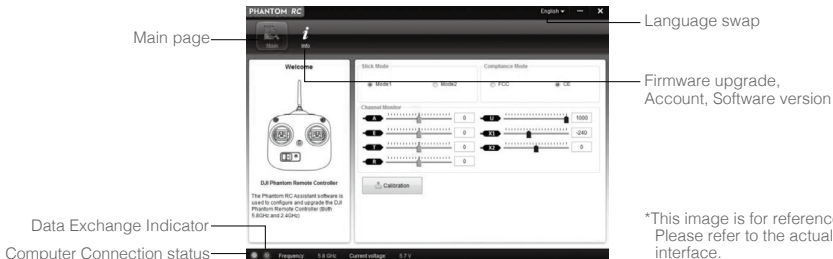 PHANTOM RC
English
Main
Info
Main page
Language swap
Firmware upgrade,
Account, Software version
Welcome
DJI Phantom Remote Controller
The Phantom RC Assistant software is
used to configure and upgrade the DJI
Phantom Remote Controller (Both
5.8GHz and 2.4GHz)
Stick Mode
Mode1
Mode2
Compliance Mode
FCC
CE
Channel Monitor
A 0
E 0
T 0
R 0
U 1000
X1 -240
X2 0
Calibration
Data Exchange Indicator
Computer Connection status
Frequency 5.8 GHz Current voltage 5.7 V
*This image is for reference
Please refer to the actual
interface.